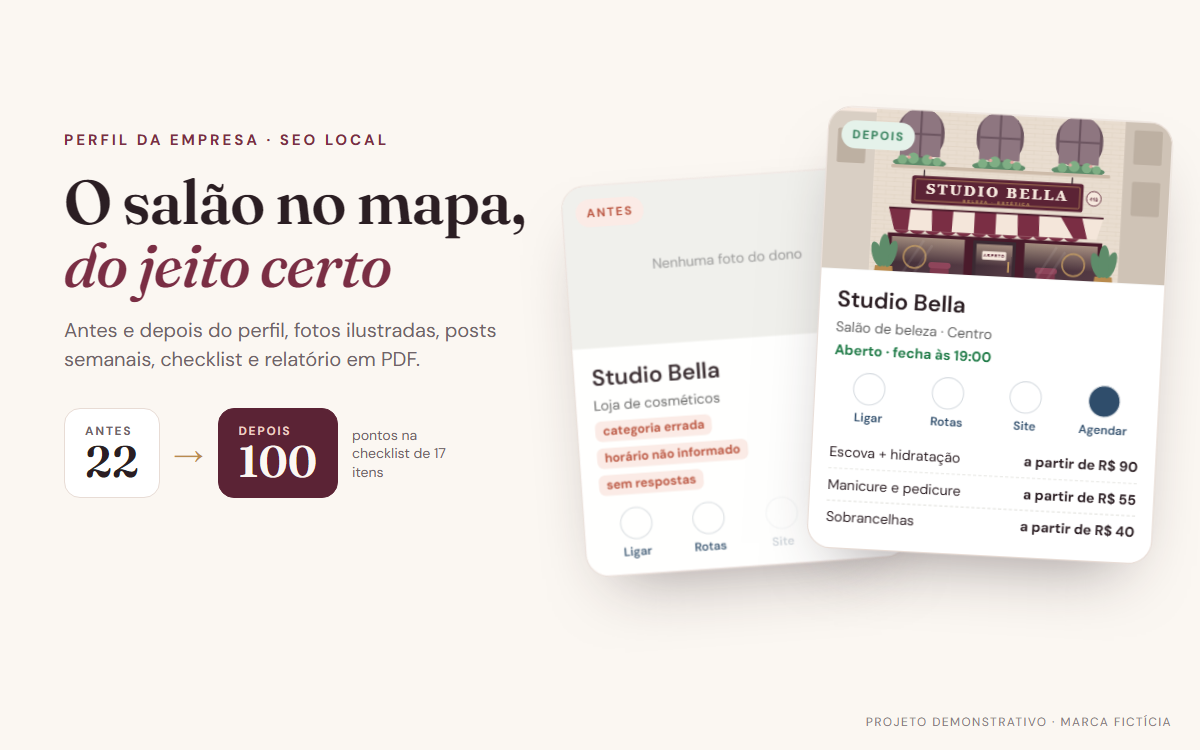 PERFIL DA EMPRESA · SEO LOCAL
O salão no mapa,
do jeito certo
Antes e depois do perfil, fotos ilustradas, posts
semanais, checklist e relatório em PDF.
ANTES
22
→
DEPOIS
100
pontos na
checklist de 17
itens
ANTES
Nenhuma foto do dono
Studio Bella
Loja de cosméticos
categoria errada
horário não informado
sem respostas
Ligar
Rotas
Site
DEPOIS
STUDIO BELLA
BELEZA · ESTÉTICA
ABERTO
Studio Bella
Salão de beleza · Centro
Aberto · fecha às 19:00
Ligar
Rotas
Site
Agendar
Escova + hidratação a partir de R$ 90
Manicure e pedicure a partir de R$ 55
Sobrancelhas a partir de R$ 40
PROJETO DEMONSTRATIVO · MARCA FICTÍCIA